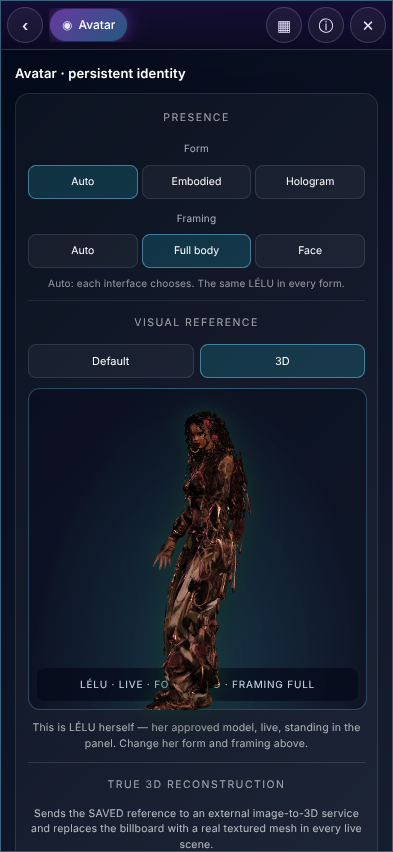 Avatar
Avatar · persistent identity
PRESENCE
Form
Auto
Embodied
Hologram
Framing
Auto
Full body
Face
Auto: each interface chooses. The same LÉLU in every form.
VISUAL REFERENCE
Default
3D
LÉLU · LIVE · FO · FRAMING FULL
This is LÉLU herself — her approved model, live, standing in the
panel. Change her form and framing above.
TRUE 3D RECONSTRUCTION
Sends the SAVED reference to an external image-to-3D service
and replaces the billboard with a real textured mesh in every live
scene.